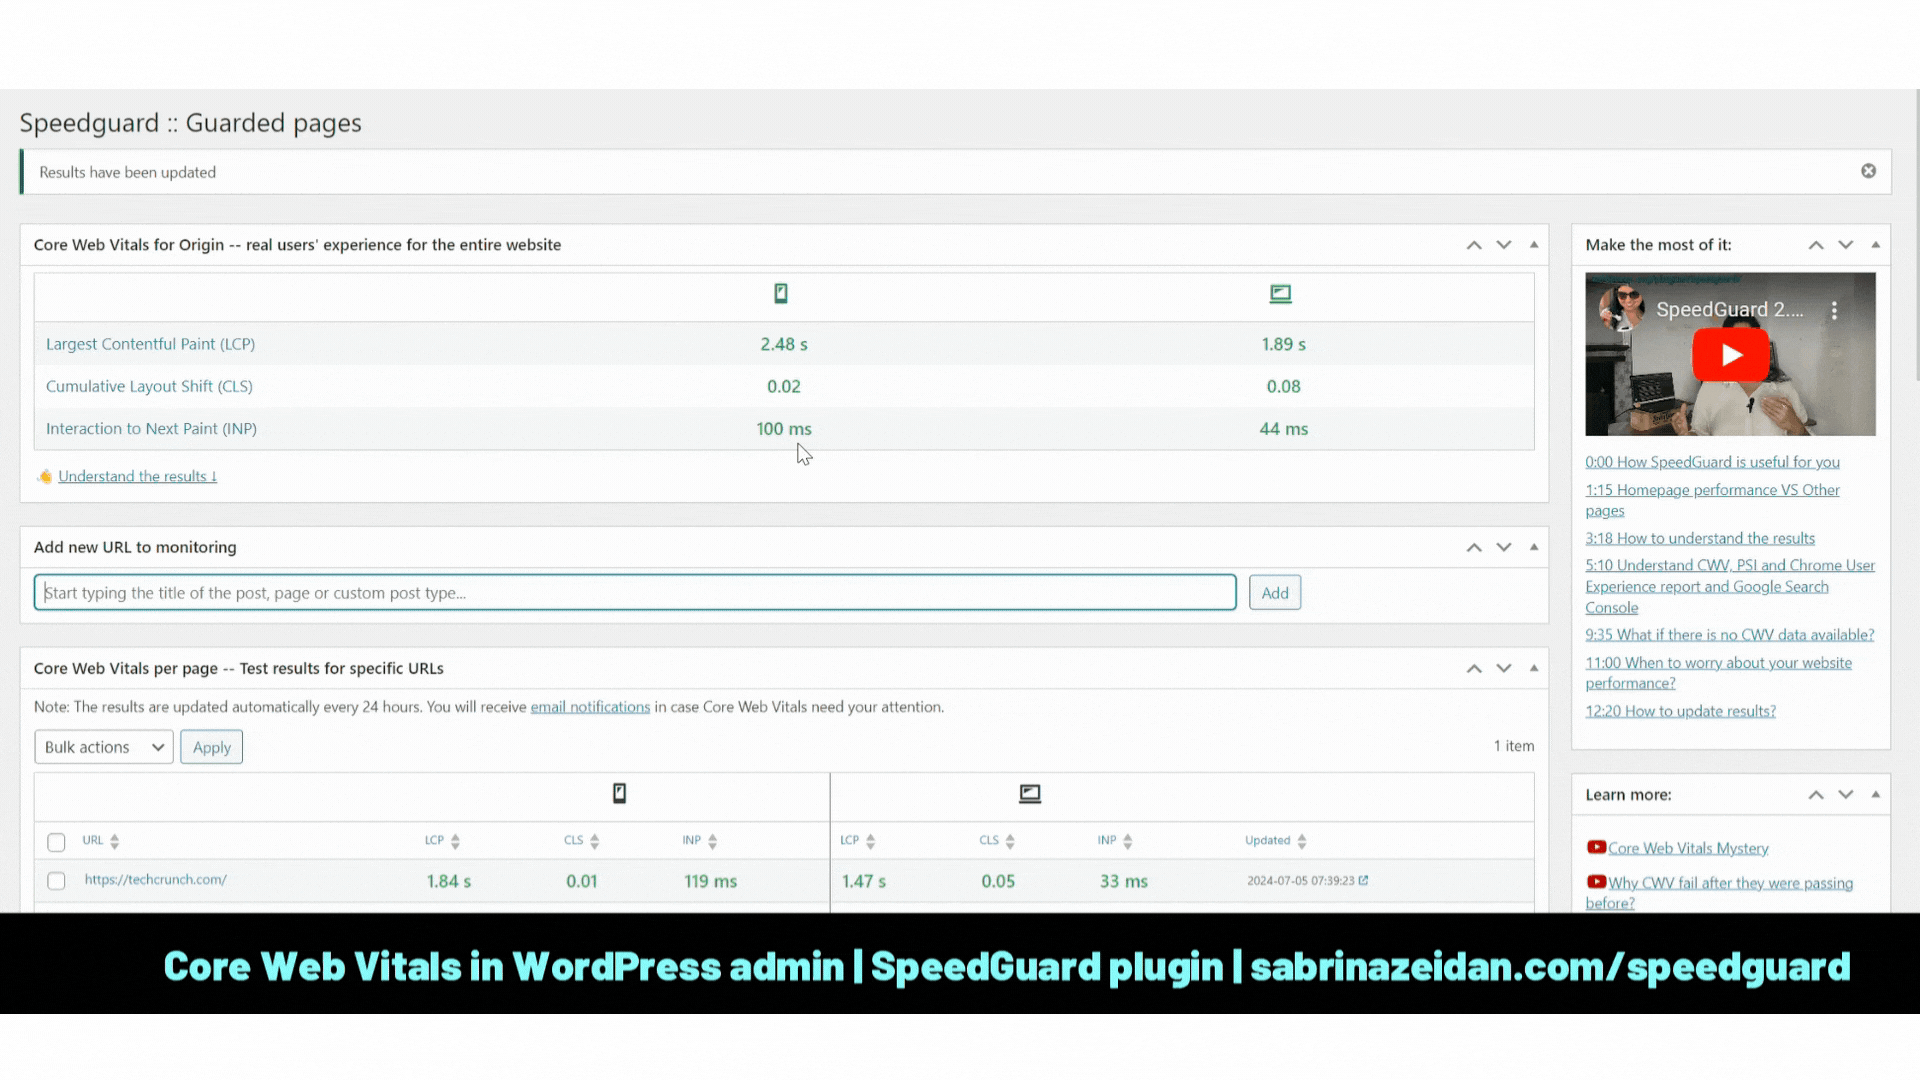 Speedguard :: Guarded pages
Results have been updated
Core Web Vitals for Origin -- real users' experience for the entire website
Largest Contentful Paint (LCP) 2.48 s 1.89 s
Cumulative Layout Shift (CLS) 0.02 0.08
Interaction to Next Paint (INP) 100 ms 44 ms
Understand the results ↓
Add new URL to monitoring
Start typing the title of the post, page or custom post type...
Add
Core Web Vitals per page -- Test results for specific URLs
Note: The results are updated automatically every 24 hours. You will receive email notifications in case Core Web Vitals need your attention.
Bulk actions Apply 1 item
URL LCP CLS INP LCP CLS INP Updated
https://techcrunch.com/ 1.84 s 0.01 119 ms 1.47 s 0.05 33 ms 2024-07-05 07:39:23
Make the most of it:
SpeedGuard 2....
0:00 How SpeedGuard is useful for you
1:15 Homepage performance VS Other
pages
3:18 How to understand the results
5:10 Understand CWV, PSI and Chrome User
Experience report and Google Search
Console
9:35 What if there is no CWV data available?
11:00 When to worry about your website
performance?
12:20 How to update results?
Learn more:
Core Web Vitals Mystery
Why CWV fail after they were passing
before?
Core Web Vitals in WordPress admin | SpeedGuard plugin | sabrinazeidan.com/speedguard